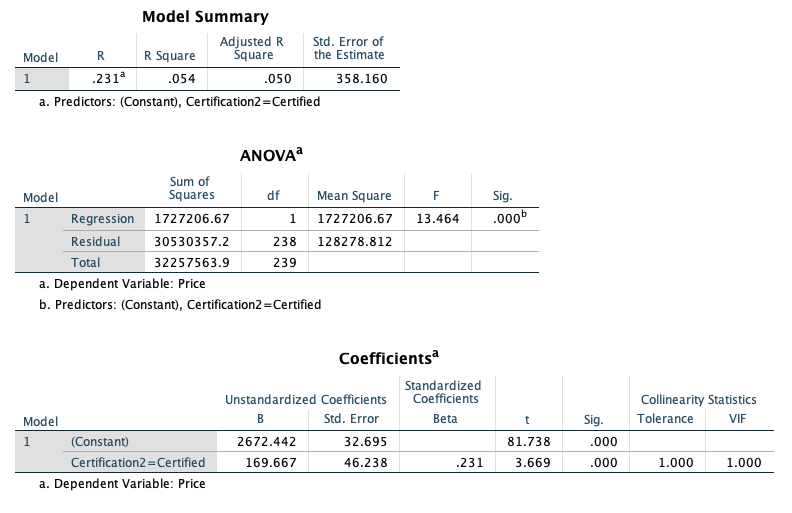 Model Summary
Model R R Square Adjusted R Square Std. Error of the Estimate
1 .231a .054 .050 358.160
a. Predictors: (Constant), Certification2=Certified
ANOVAa
Model Sum of Squares df Mean Square F Sig.
1 Regression 1727206.67 1 1727206.67 13.464 .000b
Residual 30530357.2 238 128278.812
Total 32257563.9 239
a. Dependent Variable: Price
b. Predictors: (Constant), Certification2=Certified
Coefficientsa
Unstandardized Coefficients Standardized Coefficients Collinearity Statistics
Model B Std. Error Beta t Sig. Tolerance VIF
1 (Constant) 2672.442 32.695 81.738 .000
Certification2=Certified 169.667 46.238 .231 3.669 .000 1.000 1.000
a. Dependent Variable: Price